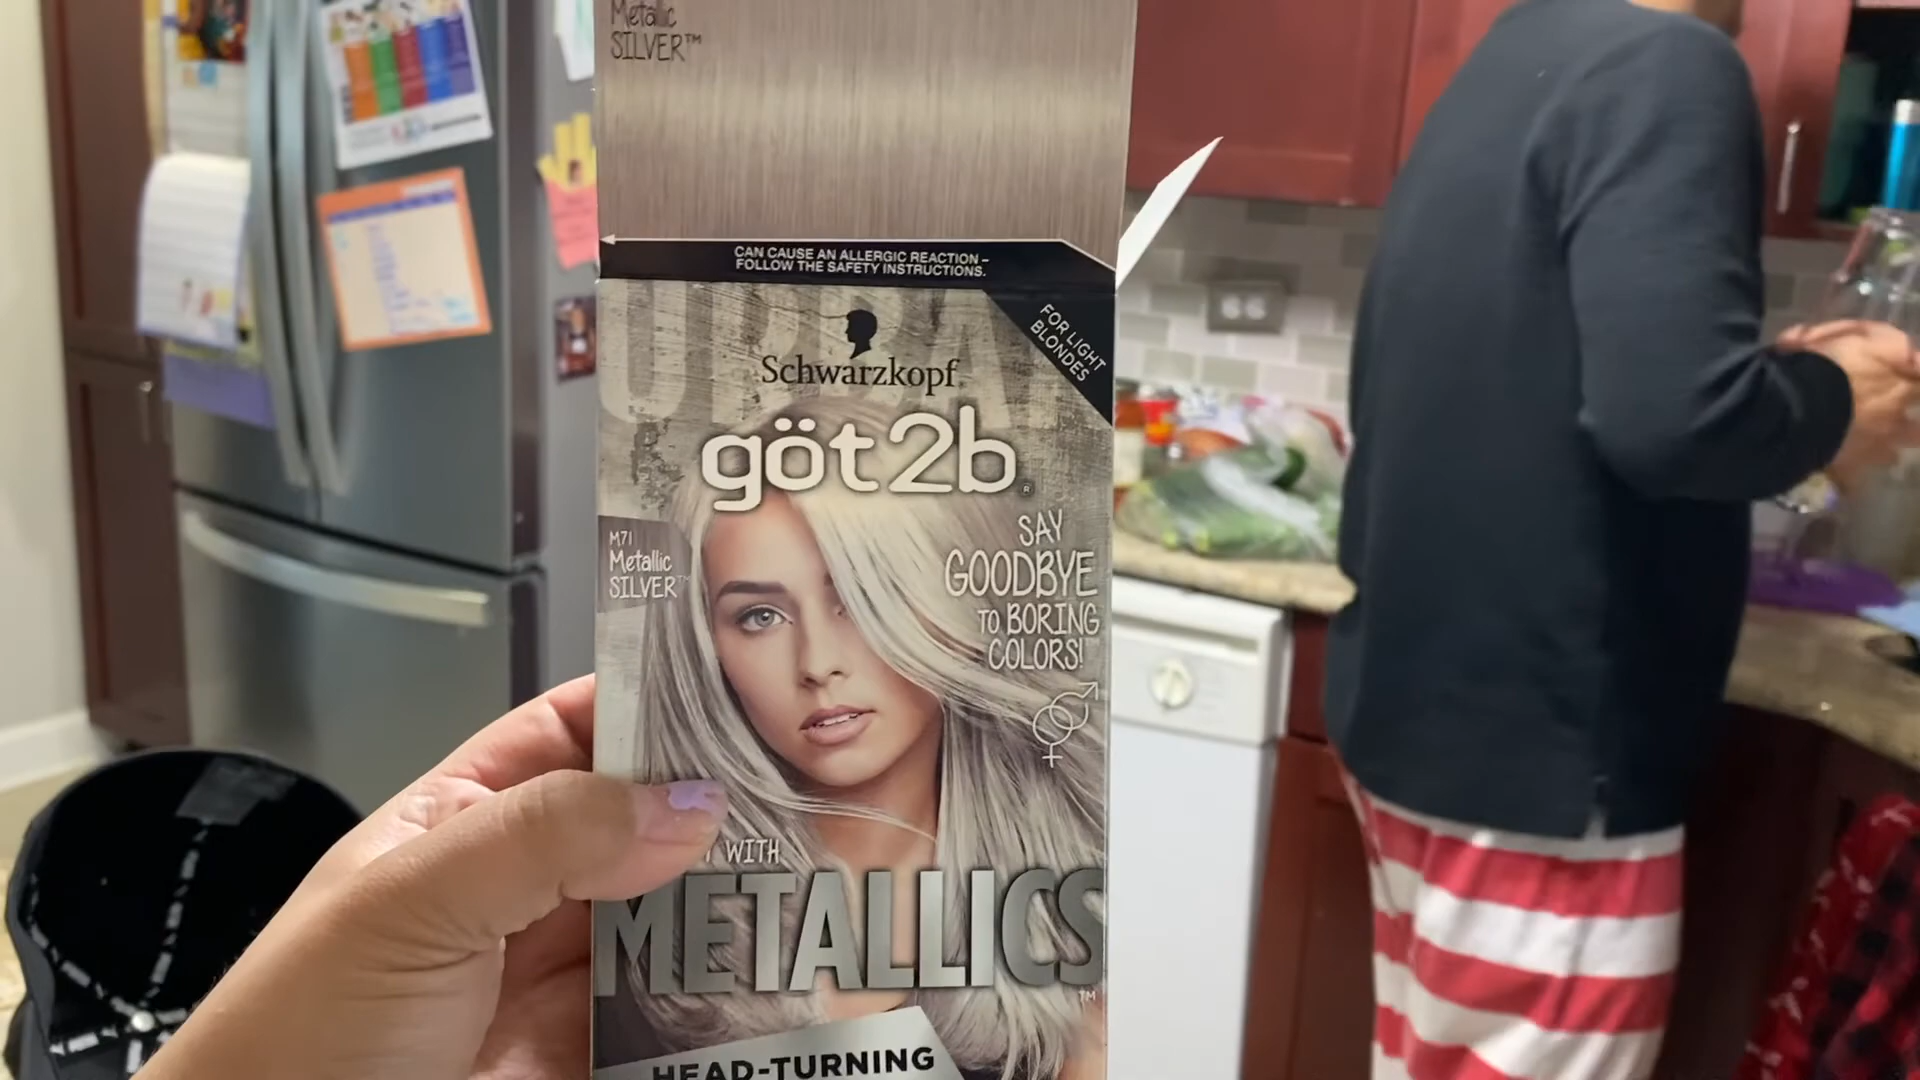 Metallic
SILVER™
CAN CAUSE AN ALLERGIC REACTION –
FOLLOW THE SAFETY INSTRUCTIONS.
FOR LIGHT
BLONDES
URBA
Schwarzkopf
göt2b®
M71
Metallic
SILVER™
SAY
GOODBYE
TO BORING
COLORS!
WITH
METALLICS™
HEAD-TURNING